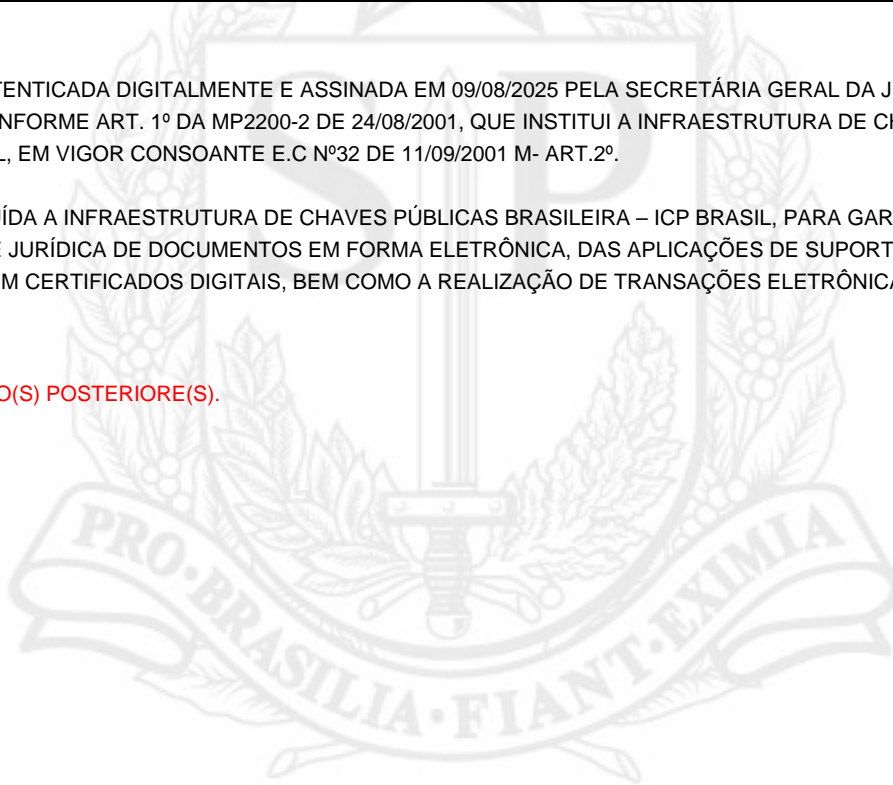 TENTICADA DIGITALMENTE E ASSINADA EM 09/08/2025 PELA SECRETÁRIA GERAL DA J
NFORME ART. 1º DA MP2200-2 DE 24/08/2001, QUE INSTITUI A INFRAESTRUTURA DE CH
L, EM VIGOR CONSOANTE E.C Nº32 DE 11/09/2001 M- ART.2º.
ÍDA A INFRAESTRUTURA DE CHAVES PÚBLICAS BRASILEIRA – ICP BRASIL, PARA GAR
E JURÍDICA DE DOCUMENTOS EM FORMA ELETRÔNICA, DAS APLICAÇÕES DE SUPORT
M CERTIFICADOS DIGITAIS, BEM COMO A REALIZAÇÃO DE TRANSAÇÕES ELETRÔNICA
O(S) POSTERIORE(S).
SP
PRO·BRASILIA·FIANT·EXIMIA